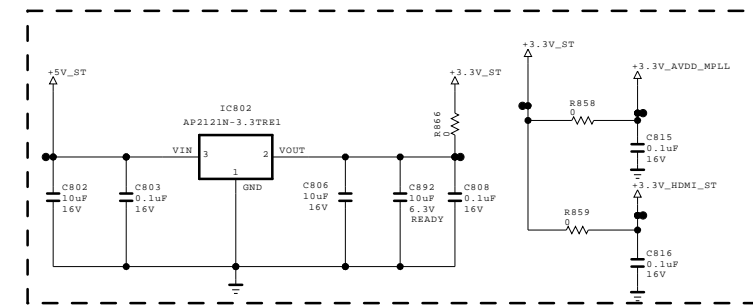 +5V_ST
IC802
AP2121N-3.3TRE1
VIN
3
2
VOUT
1
GND
C802
10uF
16V
C803
0.1uF
16V
C806
10uF
16V
C892
10uF
6.3V
READY
C808
0.1uF
16V
+3.3V_ST
R866
0
+3.3V_ST
R858
0
+3.3V_AVDD_MPLL
C815
0.1uF
16V
R859
0
+3.3V_HDMI_ST
C816
0.1uF
16V